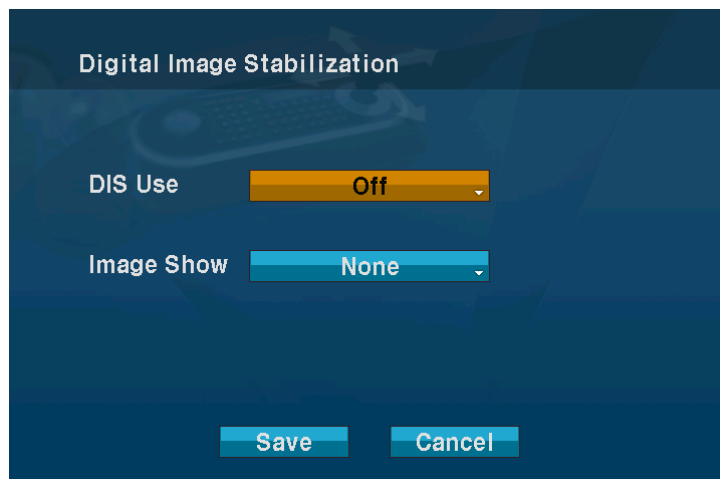 Digital Image Stabilization
DIS Use Off
Image Show None
Save Cancel